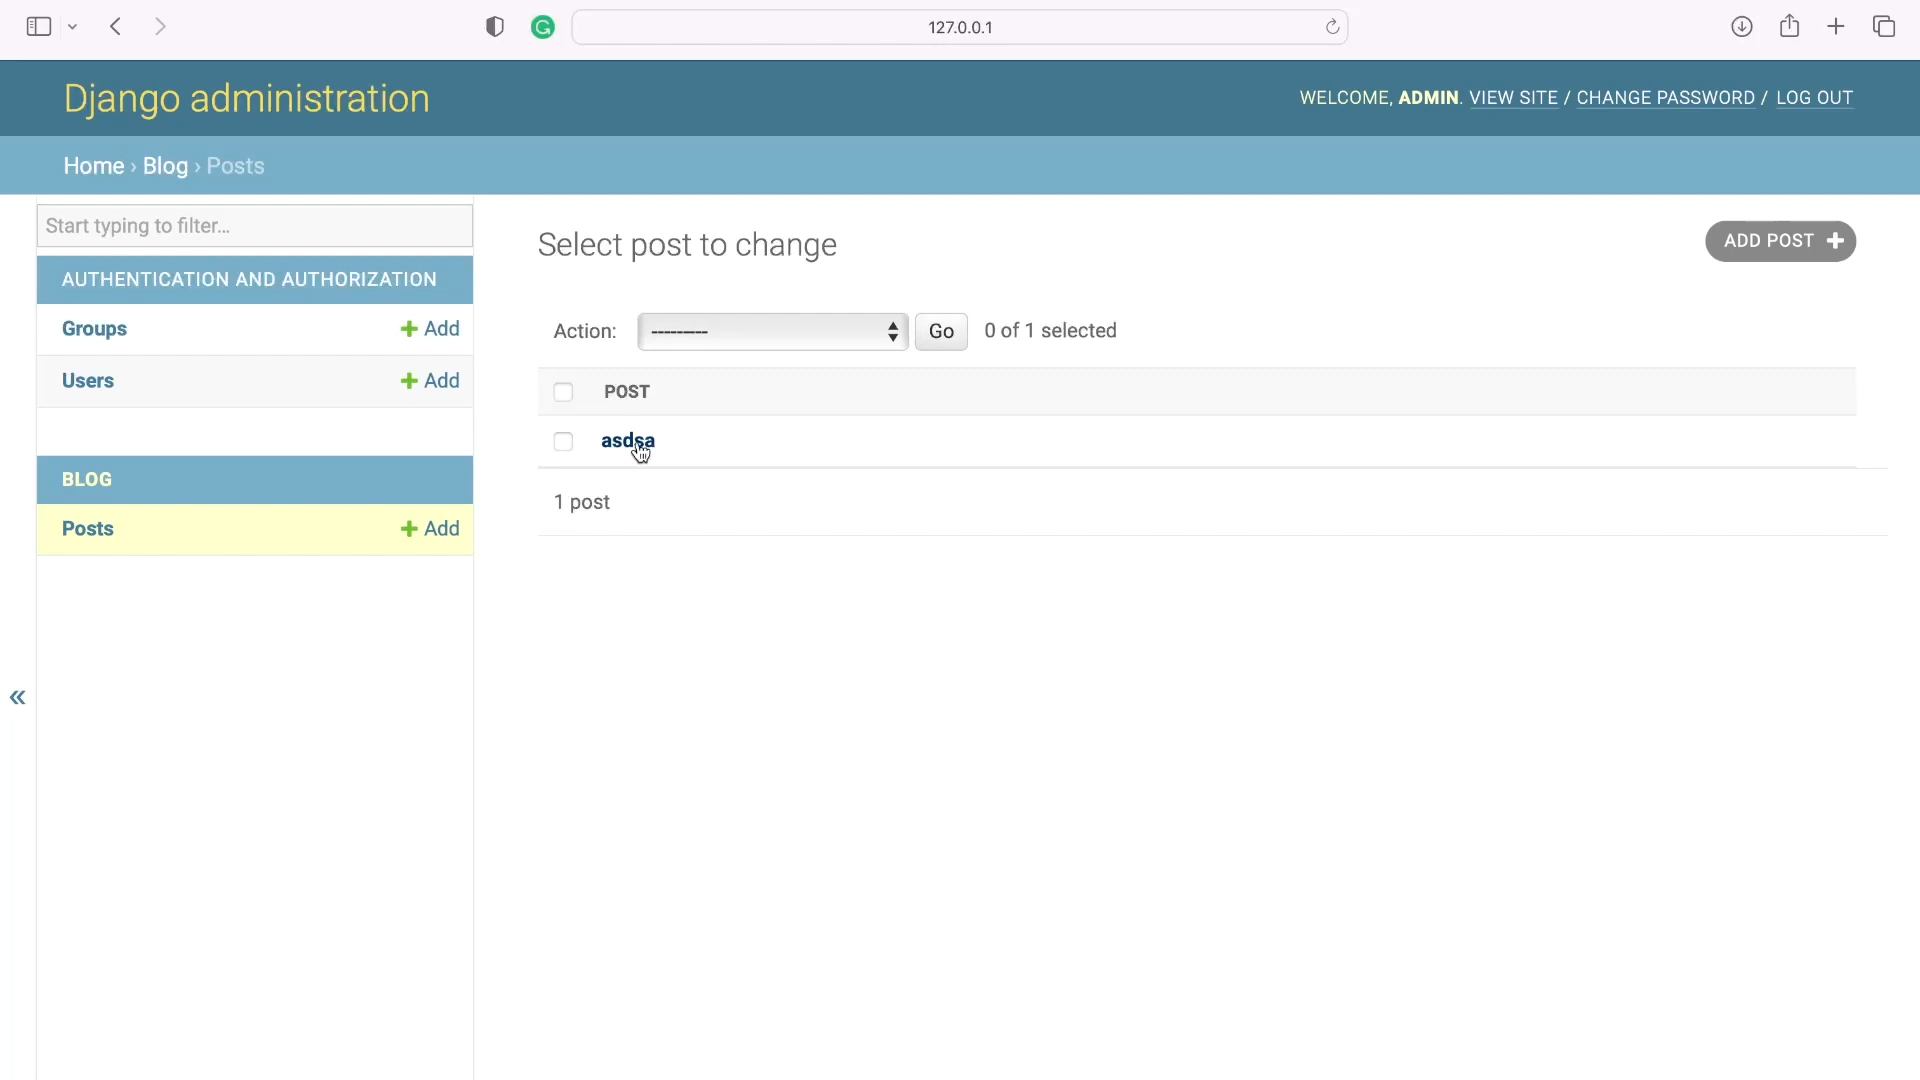 127.0.0.1
Django administration
WELCOME, ADMIN. VIEW SITE / CHANGE PASSWORD / LOG OUT
Home › Blog › Posts
Start typing to filter...
AUTHENTICATION AND AUTHORIZATION
Groups + Add
Users + Add
BLOG
Posts + Add
«
Select post to change
ADD POST +
Action: --------- Go 0 of 1 selected
POST
asdsa
1 post